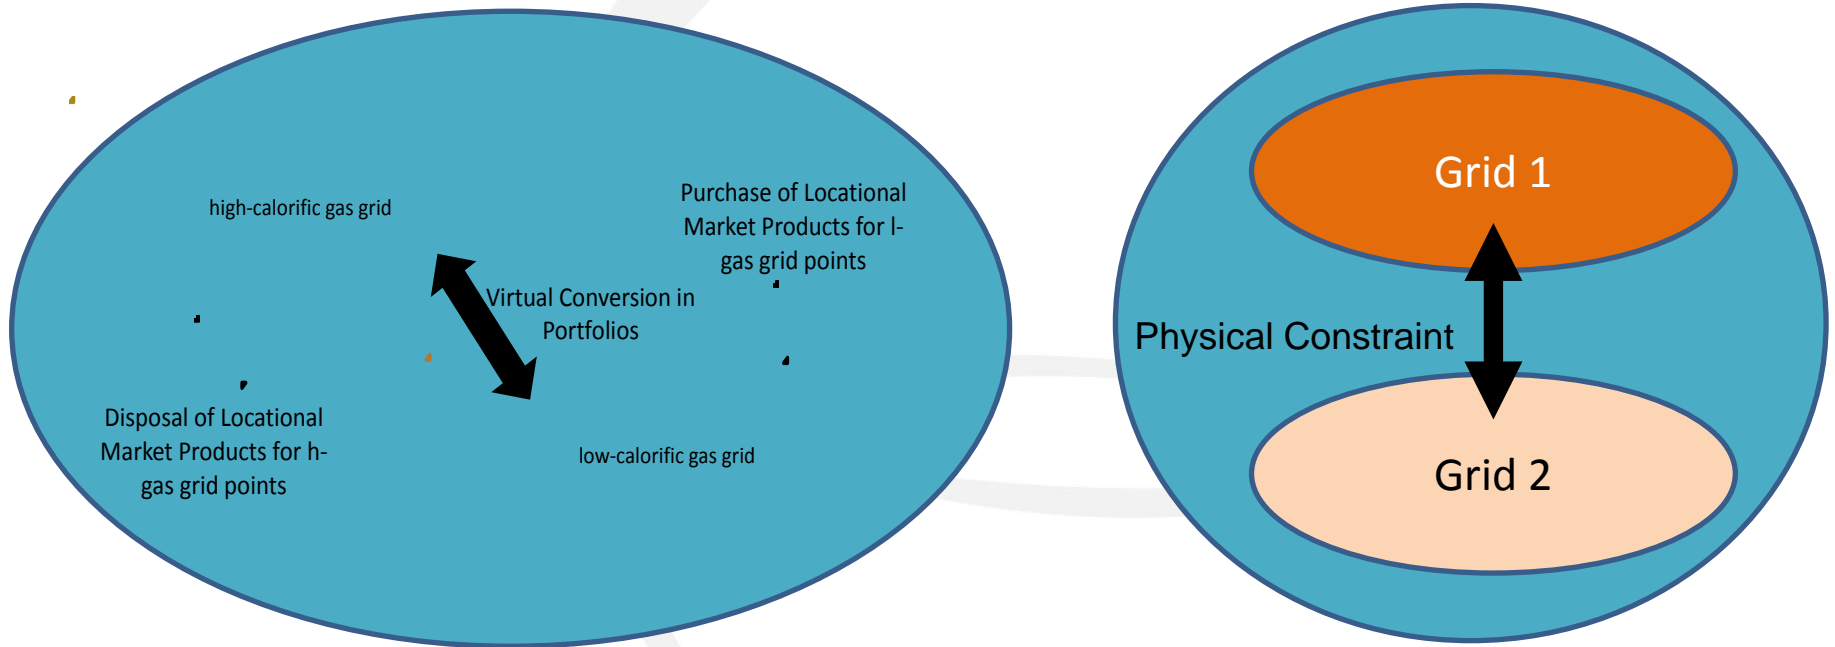 high-calorific gas grid
Purchase of Locational
Market Products for l-
gas grid points
Virtual Conversion in
Portfolios
Disposal of Locational
Market Products for h-
gas grid points
low-calorific gas grid
Grid 1
Physical Constraint
Grid 2